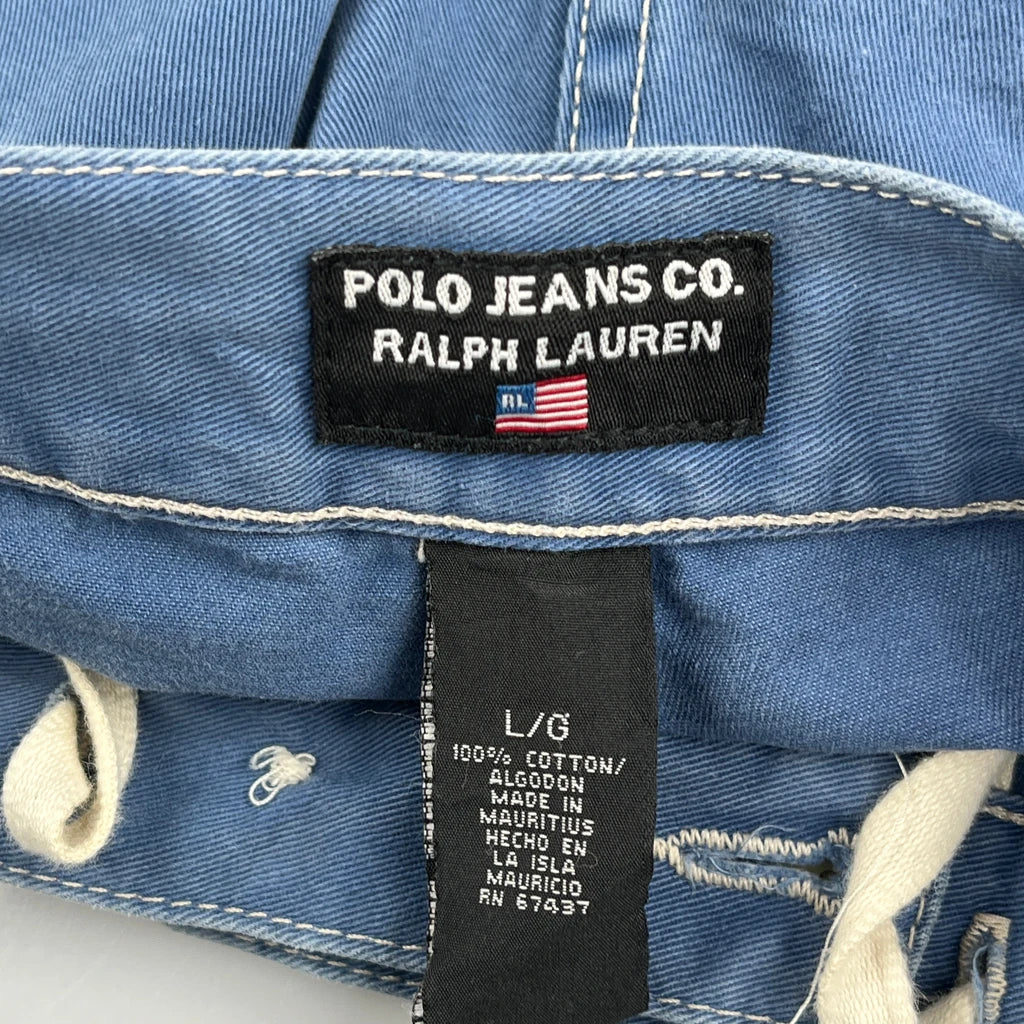 POLO JEANS CO.
RALPH LAUREN
RL
L/G
100% COTTON/
ALGODON
MADE IN
MAURITIUS
HECHO EN
LA ISLA
MAURICIO
RN 67437